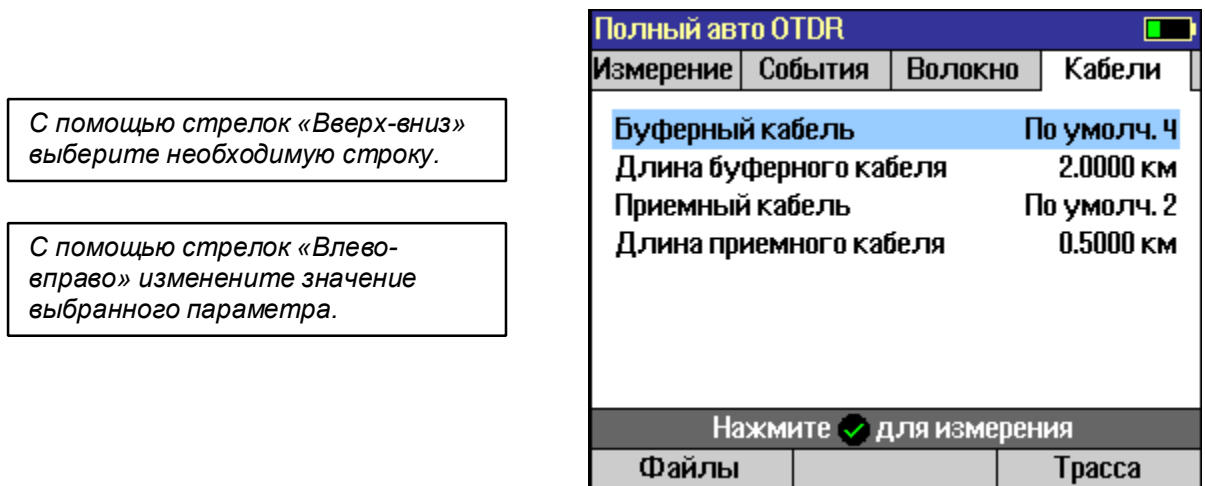 С помощью стрелок «Вверх-вниз»
выберите необходимую строку.
С помощью стрелок «Влево-
вправо» изменените значение
выбранного параметра.
Полный авто OTDR
Измерение События Волокно Кабели
Буферный кабель По умолч. 4
Длина буферного кабеля 2.0000 км
Приемный кабель По умолч. 2
Длина приемного кабеля 0.5000 км
Нажмите для измерения
Файлы Трасса